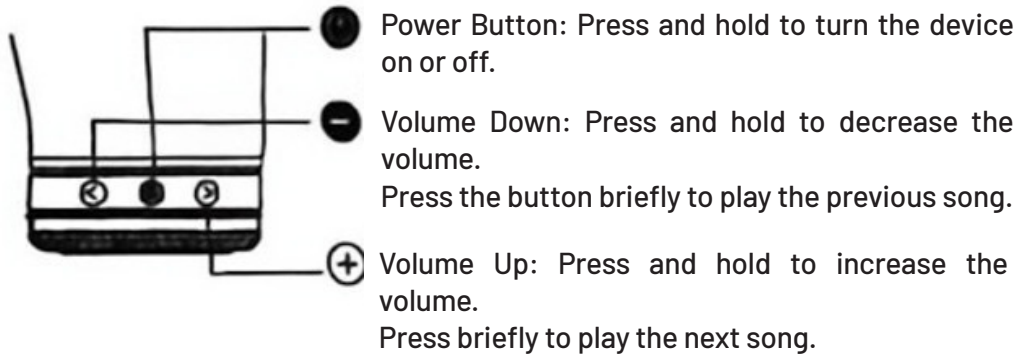 Power Button: Press and hold to turn the device
on or off.
Volume Down: Press and hold to decrease the
volume.
Press the button briefly to play the previous song.
Volume Up: Press and hold to increase the
volume.
Press briefly to play the next song.